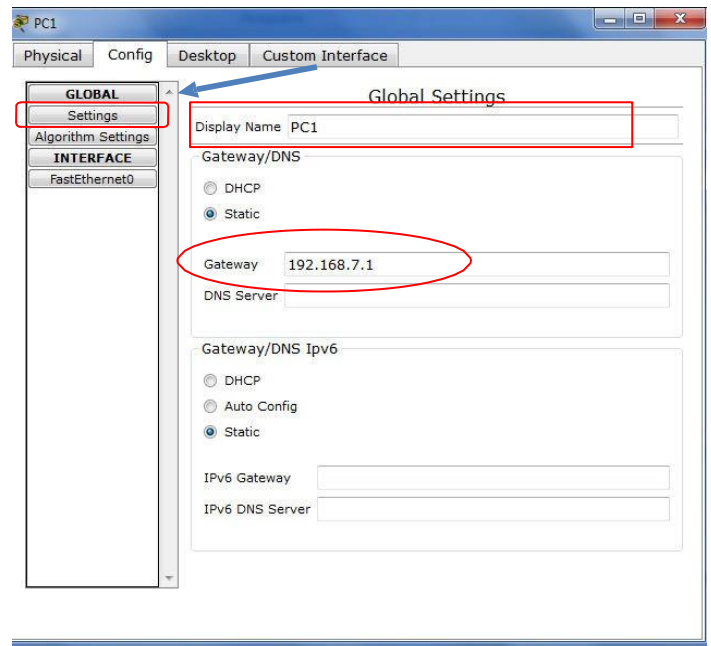 PC1
Physical Config Desktop Custom Interface
GLOBAL
Settings
Algorithm Settings
INTERFACE
FastEthernet0
Global Settings
Display Name PC1
Gateway/DNS
DHCP
Static
Gateway 192.168.7.1
DNS Server
Gateway/DNS Ipv6
DHCP
Auto Config
Static
IPv6 Gateway
IPv6 DNS Server